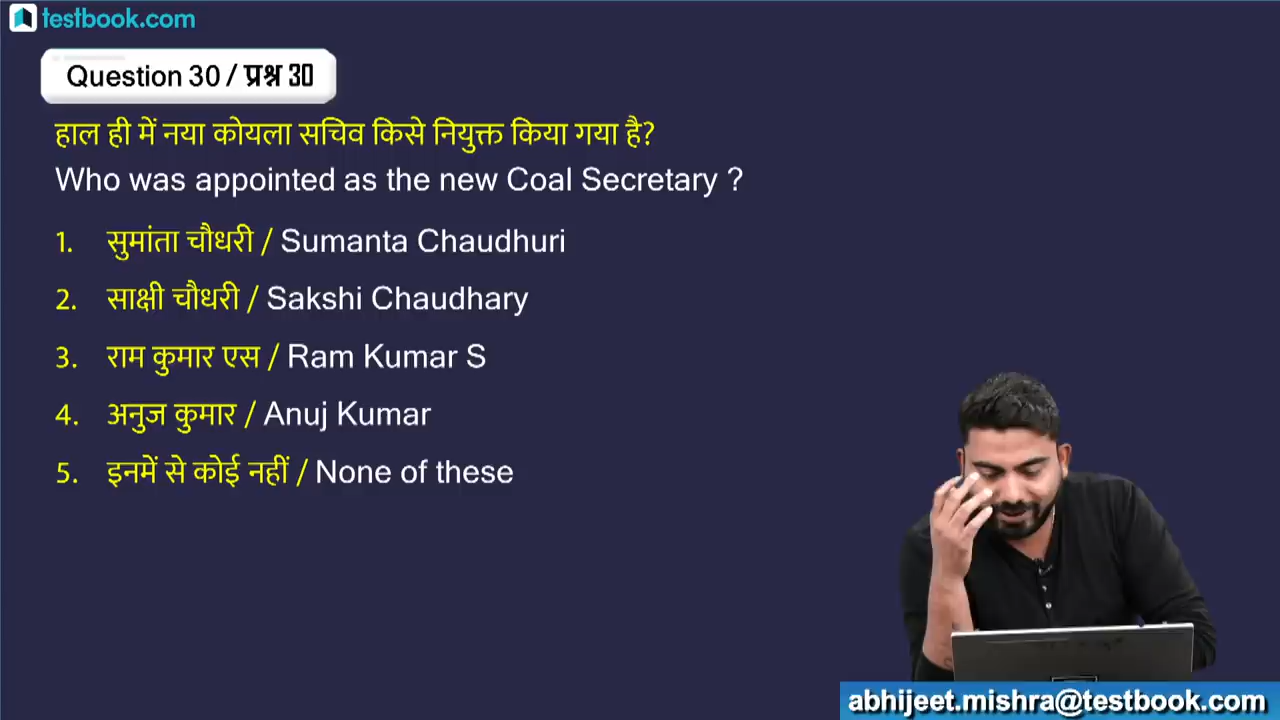 testbook.com
Question 30 / प्रश्न 30
हाल ही में नया कोयला सचिव किसे नियुक्त किया गया है?
Who was appointed as the new Coal Secretary ?
1. सुमांता चौधरी / Sumanta Chaudhuri
2. साक्षी चौधरी / Sakshi Chaudhary
3. राम कुमार एस / Ram Kumar S
4. अनुज कुमार / Anuj Kumar
5. इनमें से कोई नहीं / None of these
abhijeet.mishra@testbook.com